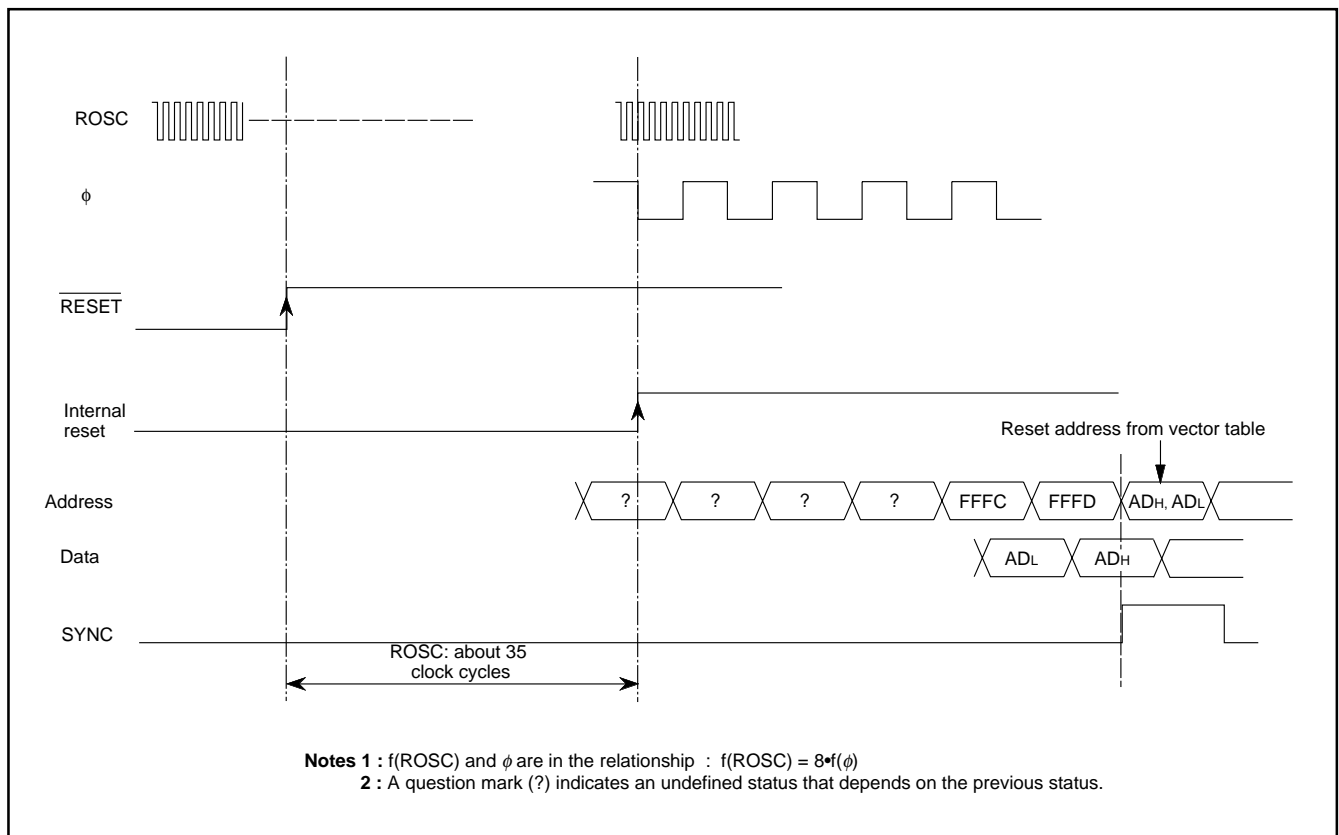 ROSC
ϕ
RESET
Internal
reset
Reset address from vector table
Address
? ? ? ? FFFC FFFD ADH, ADL
Data
ADL ADH
SYNC
ROSC: about 35
clock cycles
Notes 1 : f(ROSC) and ϕ are in the relationship : f(ROSC) = 8•f(ϕ)
2 : A question mark (?) indicates an undefined status that depends on the previous status.